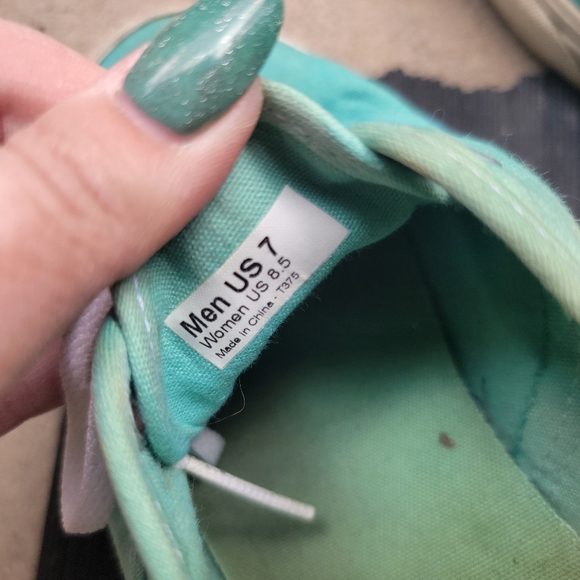 Men US 7
Women US 8.5
Made in China - T375